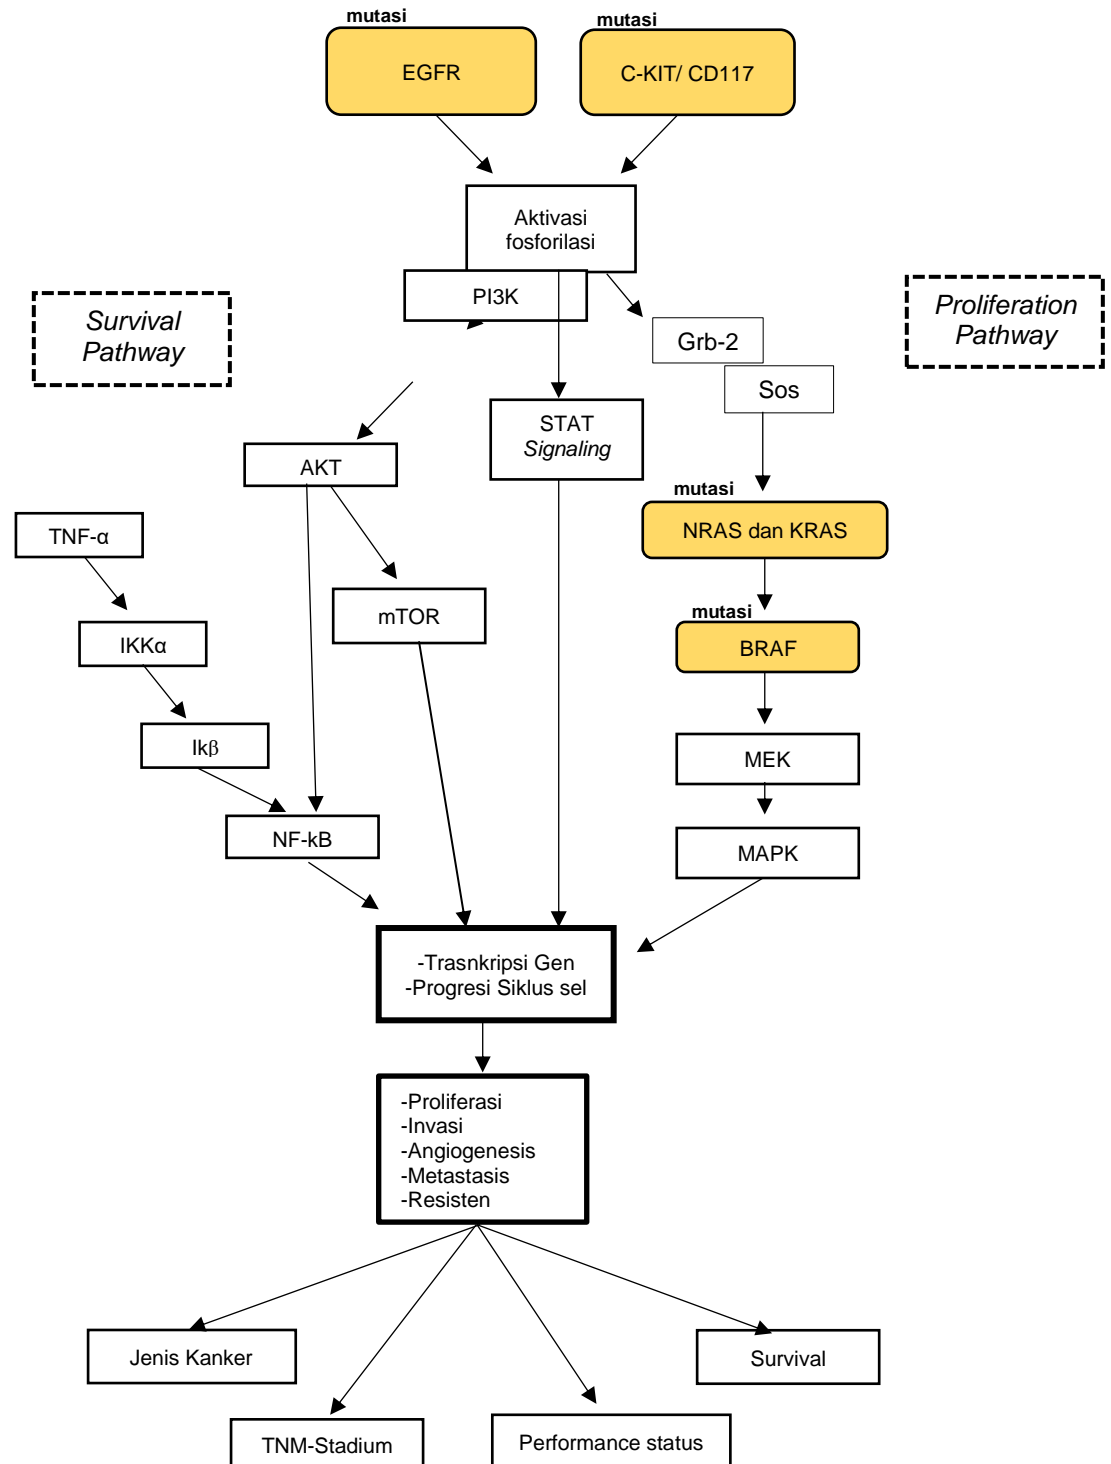 mutasi
mutasi
EGFR
C-KIT/ CD117
Aktivasi
fosforilasi
PI3K
Survival
Pathway
Proliferation
Pathway
Grb-2
Sos
STAT
Signaling
AKT
mutasi
NRAS dan KRAS
TNF-α
mTOR
mutasi
BRAF
IKKα
Ikβ
MEK
NF-kB
MAPK
-Trasnkripsi Gen
-Progresi Siklus sel
-Proliferasi
-Invasi
-Angiogenesis
-Metastasis
-Resisten
Jenis Kanker
Survival
TNM-Stadium
Performance status